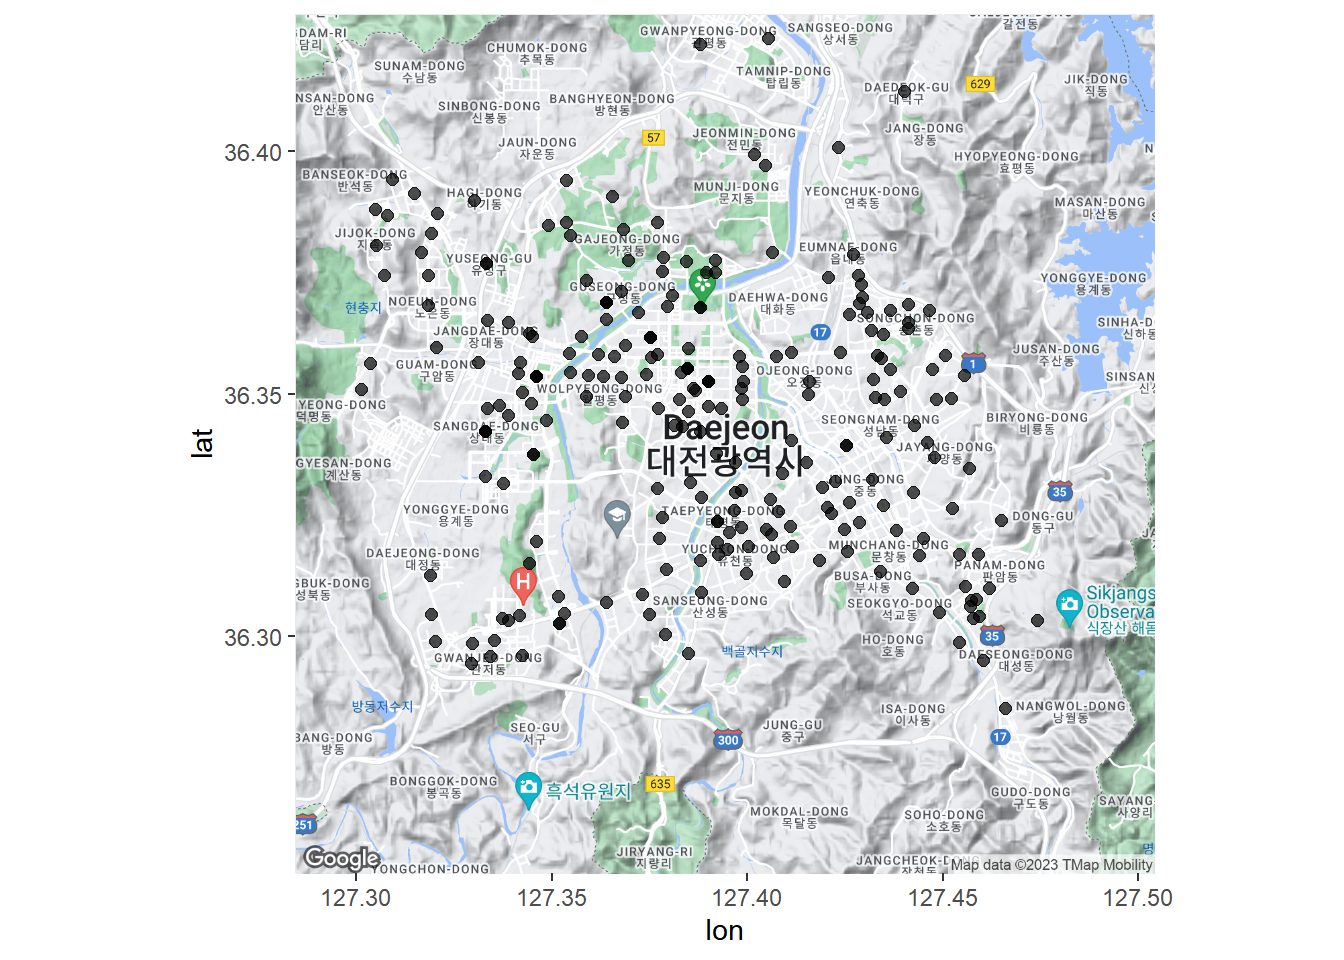 GWANPYEONG-DONG
SANGSEO-DONG
상서동
갈전동
GDAM-RI
담리
CHUMOK-DONG
추목동
SUNAM-DONG
수남동
TAMNIP-DONG
탑립동
DAEDEOK-GU
대덕구
629
JIK-DONG
직동
NSAN-DONG
안산동
SINBONG-DONG
신봉동
BANGHYEON-DONG
방현동
57
JEONMIN-DONG
전민동
JANG-DONG
장동
JAUN-DONG
자운동
HYOPYEONG-DONG
효평동
36.40
BANSEOK-DONG
반석동
HAGI-DONG
하기동
MUNJI-DONG
문지동
YEONCHUK-DONG
연축동
MASAN-DONG
마산동
JIJOK-DONG
GAJEONG-DONG
가정동
EUMNAE-DONG
읍내동
YUSEONG-GU
유성구
YONGGYE-DONG
용계동
현충지
NOEUN-DONG
노은동
GUSEONG-DONG
DAEHWA-DONG
대화동
SONGCHON-DONG
송촌동
17
SINHA-D
신하동
JANGDAE-DONG
장대동
GUAM-DONG
구암동
JUSAN-DONG
주산동
1
36.35
OJEONG-DONG
오정동
WOLPYEONG-DONG
월평동
SINSAN
신상
YEONG-DONG
덕명동
SANGDAE-DONG
상대동
Daejeon
대전광역시
SEONGNAM-DONG
성남동
BIRYONG-DONG
비룡동
JAYANG-DONG
자양동
GYESAN-DONG
계산동
JUNG-DONG
중동
35
YONGGYE-DONG
용계동
TAEPYEONG-DONG
태평동
DONG-GU
동구
DAEJEONG-DONG
대정동
YUCHEON-DONG
유천동
MUNCHANG-DONG
문창동
PANAM-DONG
판암동
GBUK-DONG
성북동
H
BUSA-DONG
부사동
SANSEONG-DONG
산성동
SEOKGYO-DONG
석교동
Sikjangs
Observa
식장산 해돋
36.30
35
HO-DONG
호동
GWANJEO-DONG
관저동
백골저수지
DAESEONG-DONG
대성동
방동저수지
ISA-DONG
이사동
NANGWOL-DONG
낭월동
BANG-DONG
방동
SEO-GU
서구
JUNG-GU
중구
300
17
BONGGOK-DONG
봉곡동
흑석유원지
635
GUDO-DONG
구도동
SAYANG-
사양리
MOKDAL-DONG
목달동
SOHO-DONG
소호동
251
JIRYANG-RI
지량리
Google
YONGCHON-DONG
Map data ©2023 TMap Mobility
127.30
127.35
127.40
127.45
127.50
lon
lat